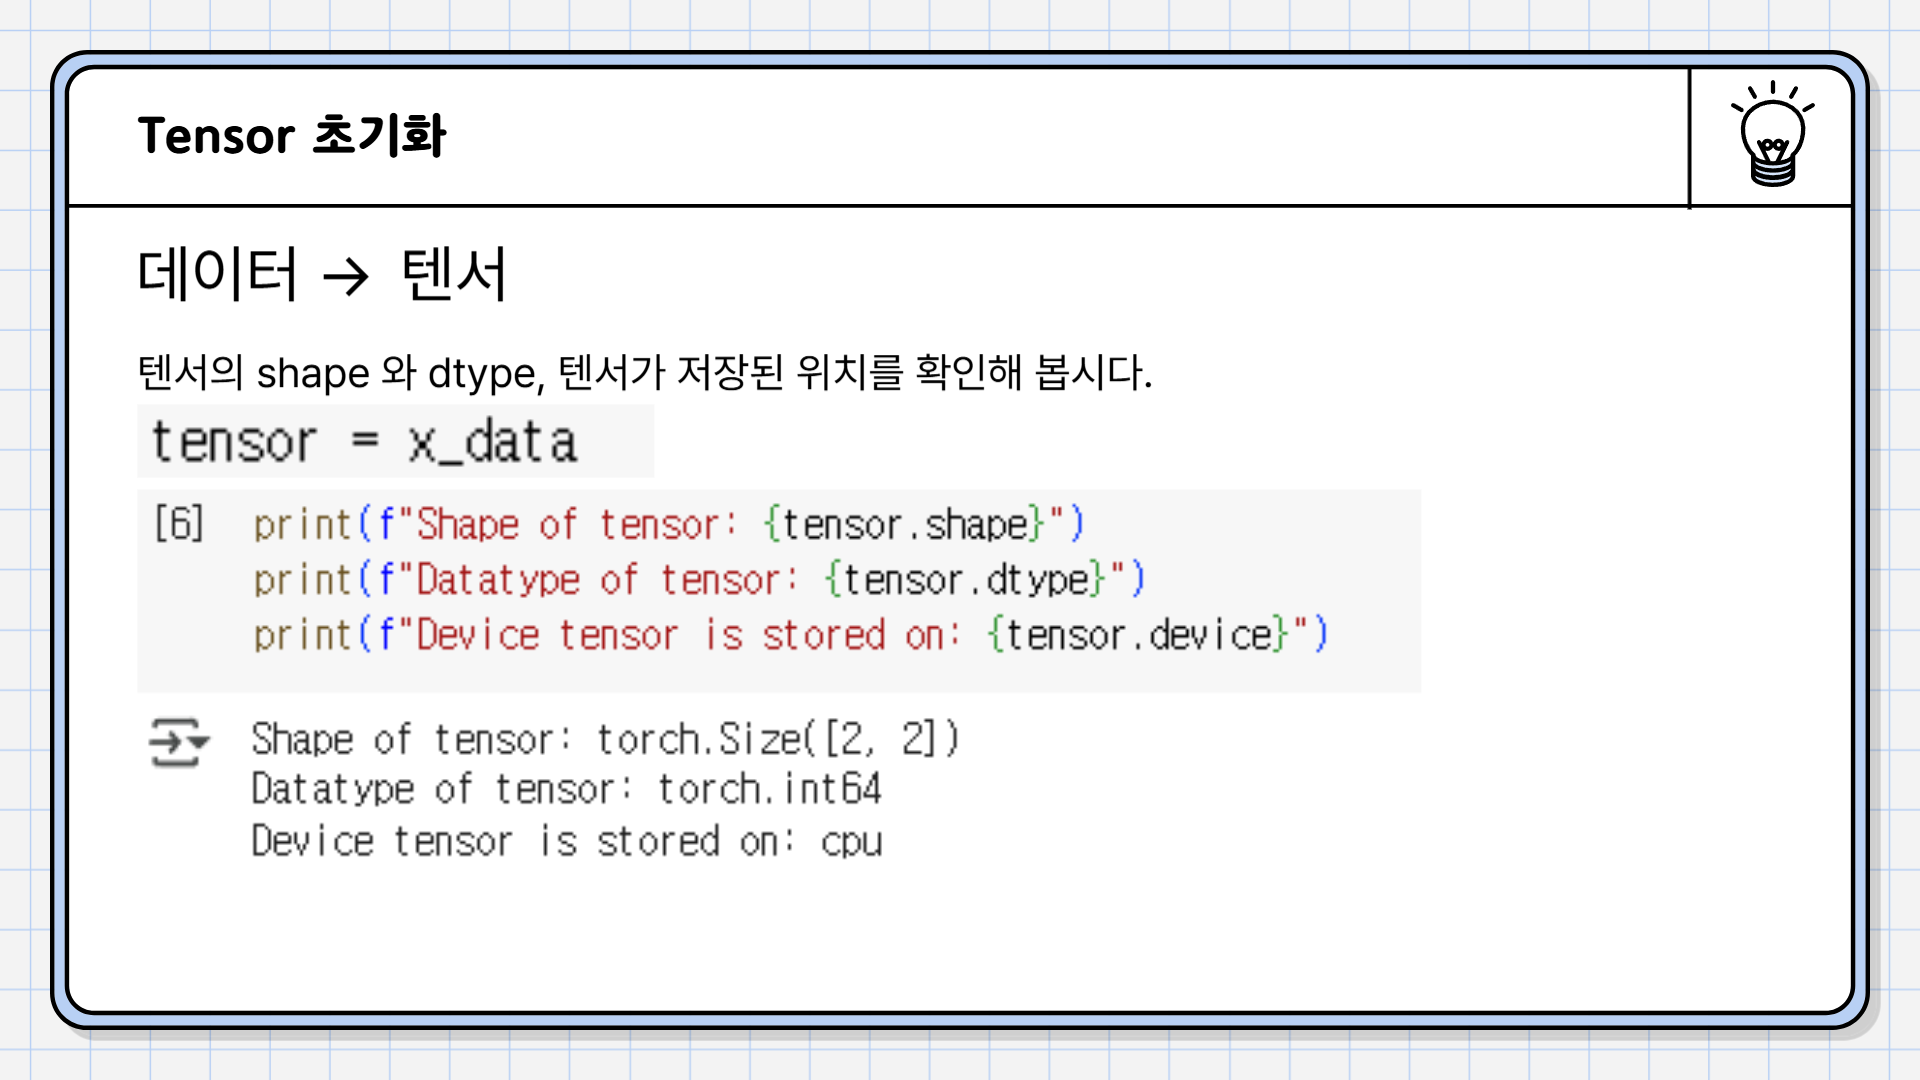 Tensor 초기화
데이터 → 텐서
텐서의 shape 와 dtype, 텐서가 저장된 위치를 확인해 봅시다.
tensor = x_data
[6] print(f"Shape of tensor: {tensor.shape}")
print(f"Datatype of tensor: {tensor.dtype}")
print(f"Device tensor is stored on: {tensor.device}")
Shape of tensor: torch.Size([2, 2])
Datatype of tensor: torch.int64
Device tensor is stored on: cpu